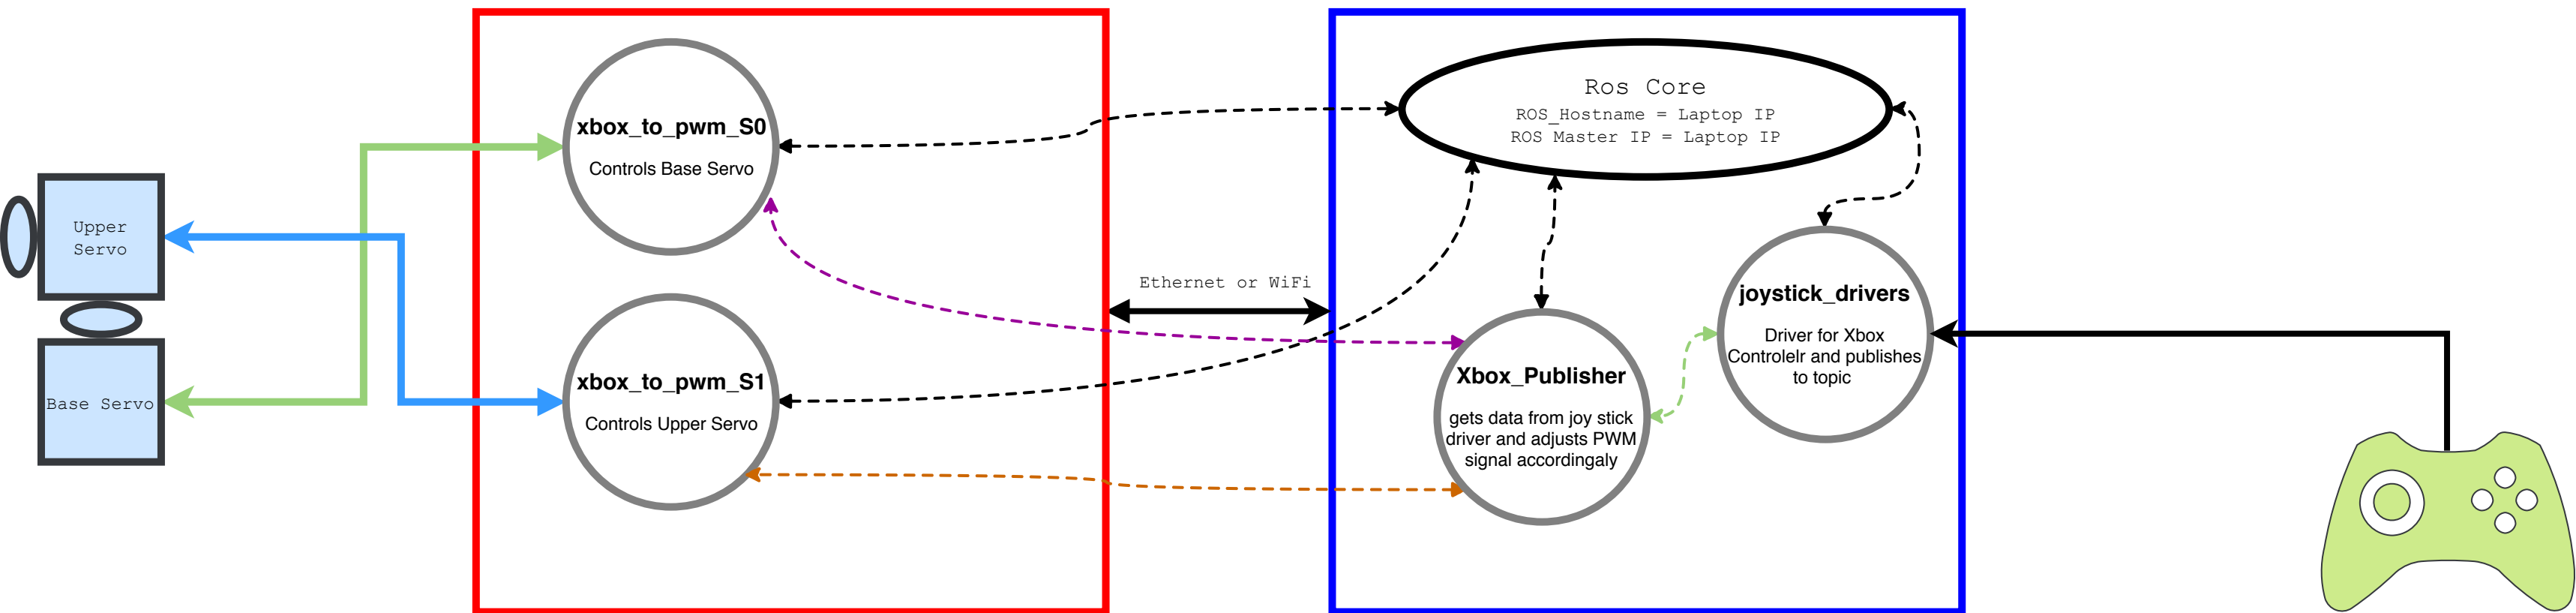 Upper
Servo
Base Servo
xbox_to_pwm_S0
Controls Base Servo
xbox_to_pwm_S1
Controls Upper Servo
Ethernet or WiFi
Ros Core
ROS_Hostname = Laptop IP
ROS Master IP = Laptop IP
Xbox_Publisher
gets data from joy stick
driver and adjusts PWM
signal accordingaly
joystick_drivers
Driver for Xbox
Controlelr and publishes
to topic